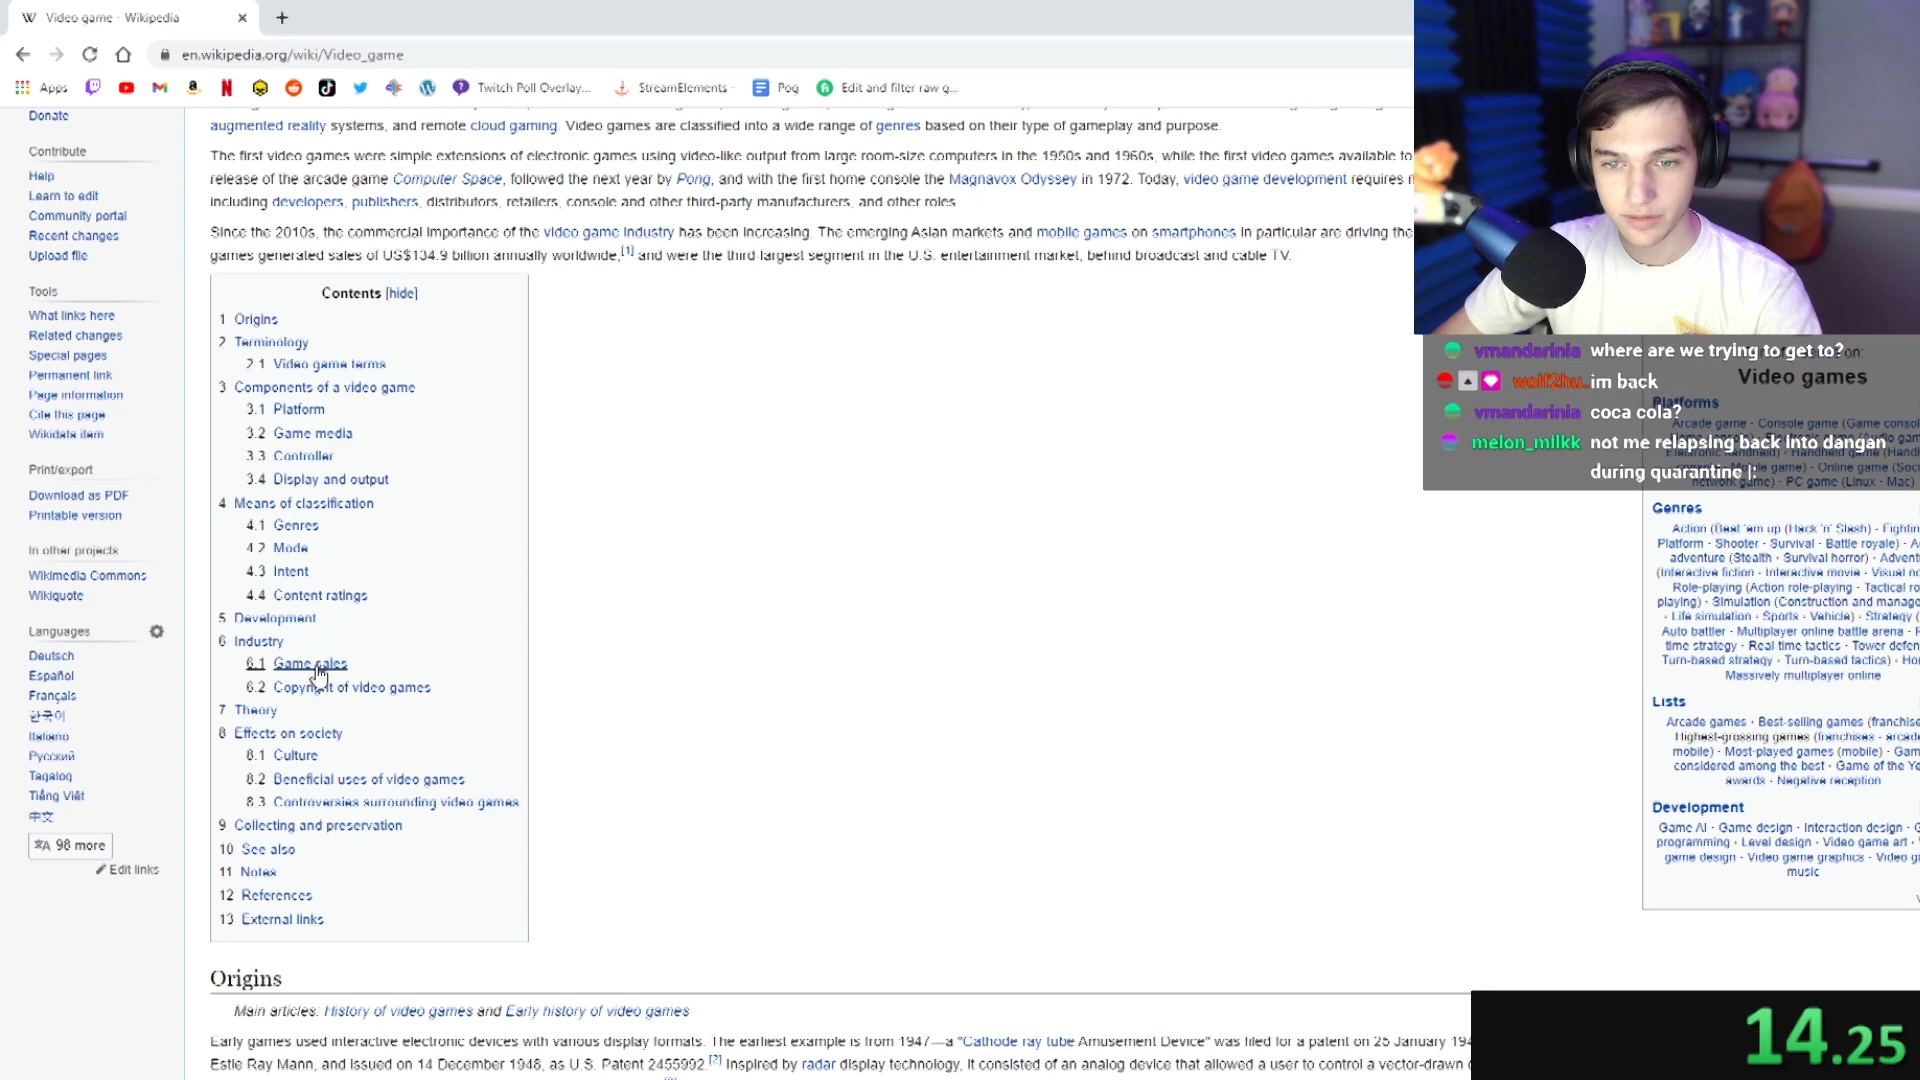 Video game - Wikipedia
en.wikipedia.org/wiki/Video_game
Apps
Twitch Poll Overlay...
StreamElements -
Pog
Edit and filter raw g...
Donate
Contribute
Help
Learn to edit
Community portal
Recent changes
Upload file
Tools
What links here
Related changes
Special pages
Permanent link
Page information
Cite this page
Wikidata item
Print/export
Download as PDF
Printable version
In other projects
Wikimedia Commons
Wikiquote
Languages
Deutsch
Español
Français
한국어
Italiano
Русский
Tagalog
Tiếng Việt
中文
98 more
Edit links
augmented reality systems, and remote cloud gaming. Video games are classified into a wide range of genres based on their type of gameplay and purpose.
The first video games were simple extensions of electronic games using video-like output from large room-size computers in the 1950s and 1960s, while the first video games available to
release of the arcade game Computer Space, followed the next year by Pong, and with the first home console the Magnavox Odyssey in 1972. Today, video game development requires
including developers, publishers, distributors, retailers, console and other third-party manufacturers, and other roles
Since the 2010s, the commercial importance of the video game industry has been increasing. The emerging Asian markets and mobile games on smartphones in particular are driving the
games generated sales of US$134.9 billion annually worldwide,[1] and were the third-largest segment in the U.S. entertainment market, behind broadcast and cable TV.
Contents [hide]
1 Origins
2 Terminology
2.1 Video game terms
3 Components of a video game
3.1 Platform
3.2 Game media
3.3 Controller
3.4 Display and output
4 Means of classification
4.1 Genres
4.2 Mode
4.3 Intent
4.4 Content ratings
5 Development
6 Industry
6.1 Game sales
6.2 Copyright of video games
7 Theory
8 Effects on society
8.1 Culture
8.2 Beneficial uses of video games
8.3 Controversies surrounding video games
9 Collecting and preservation
10 See also
11 Notes
12 References
13 External links
Origins
Main articles: History of video games and Early history of video games
Early games used interactive electronic devices with various display formats. The earliest example is from 1947—a "Cathode ray tube Amusement Device" was filed for a patent on 25 January 19
Estle Ray Mann, and issued on 14 December 1948, as U.S. Patent 2455992.[2] Inspired by radar display technology, it consisted of an analog device that allowed a user to control a vector-drawn
vmandarinia where are we trying to get to?
wolf2hu.. im back
vmandarinia coca cola?
melon_milkk not me relapsing back into dangan
during quarantine |:
on:
Video games
Platforms
Arcade game · Console game (Game consol
network game) · PC game (Linux · Mac)
Genres
Action (Beat 'em up (Hack 'n' Slash) · Fightin
Platform · Shooter · Survival · Battle royale) · A
adventure (Stealth · Survival horror) · Advent
(Interactive fiction · Interactive movie · Visual no
Role-playing (Action role-playing · Tactical ro
playing) · Simulation (Construction and manage
· Life simulation · Sports · Vehicle) · Strategy (
Auto battler · Multiplayer online battle arena · R
time strategy · Real-time tactics · Tower defen
Turn-based strategy · Turn-based tactics) · Ho
Massively multiplayer online
Lists
Arcade games · Best-selling games (franchise
Highest-grossing games (franchises · arcade
mobile) · Most-played games (mobile) · Gam
considered among the best · Game of the Ye
awards · Negative reception
Development
Game AI · Game design · Interaction design · G
programming · Level design · Video game art ·
game design · Video game graphics · Video ga
music
14.25